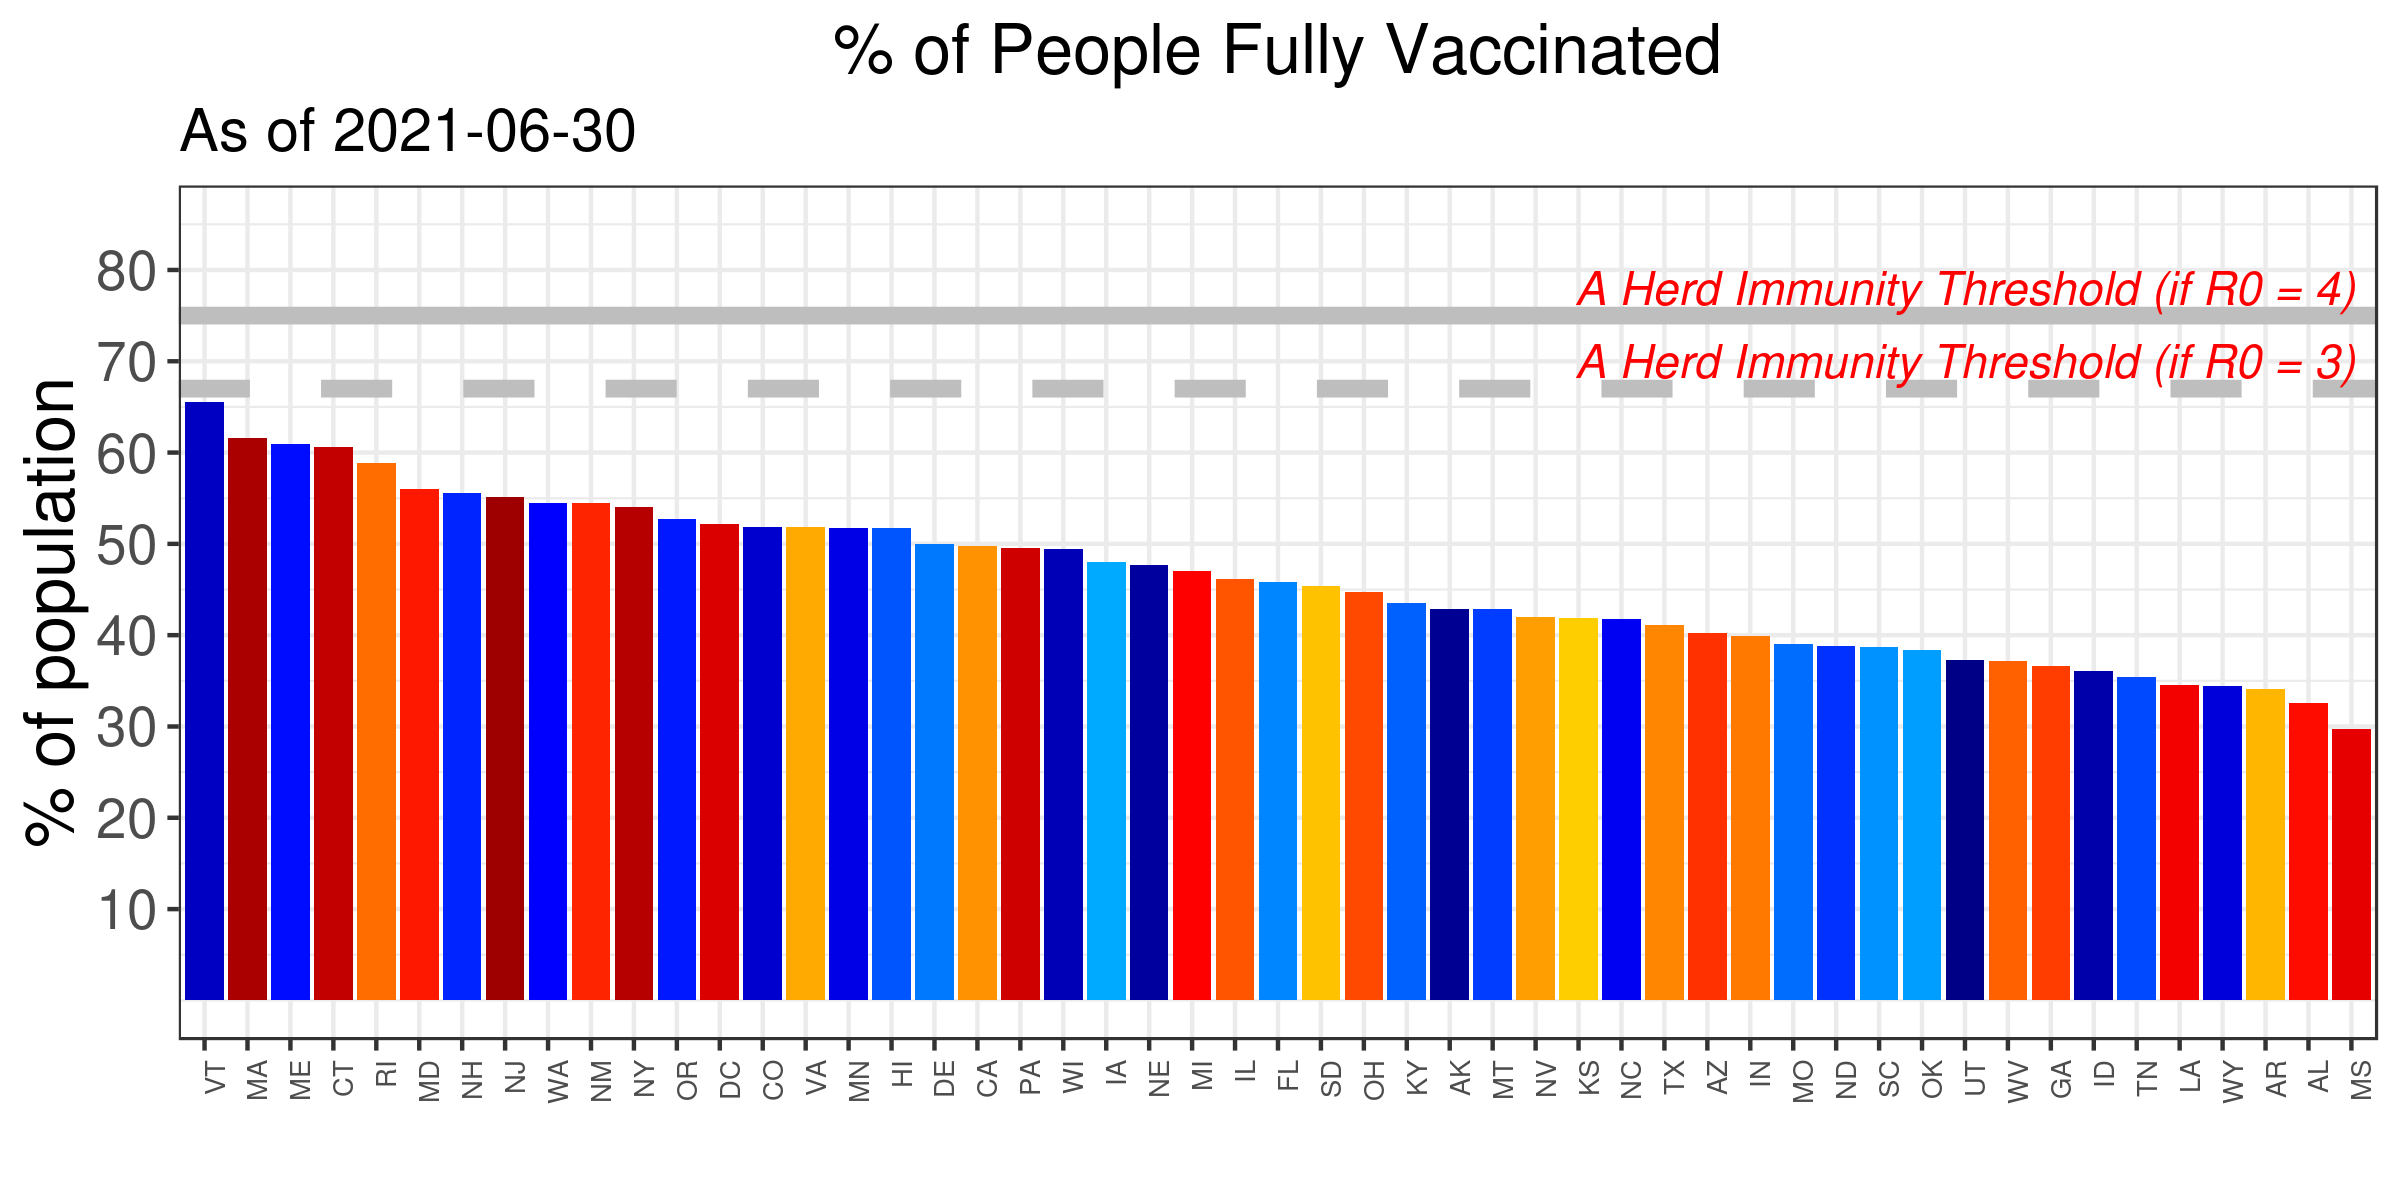 % of People Fully Vaccinated
As of 2021-06-30
% of population
80
70
60
50
40
30
20
10
A Herd Immunity Threshold (if R0 = 4)
A Herd Immunity Threshold (if R0 = 3)
VT MA ME CT RI MD NH NJ WA NM NY OR DC CO VA MN HI DE CA PA WI IA NE MI IL FL SD OH KY AK MT NV KS NC TX AZ IN MO ND SC OK UT WV GA ID TN LA WY AR AL MS